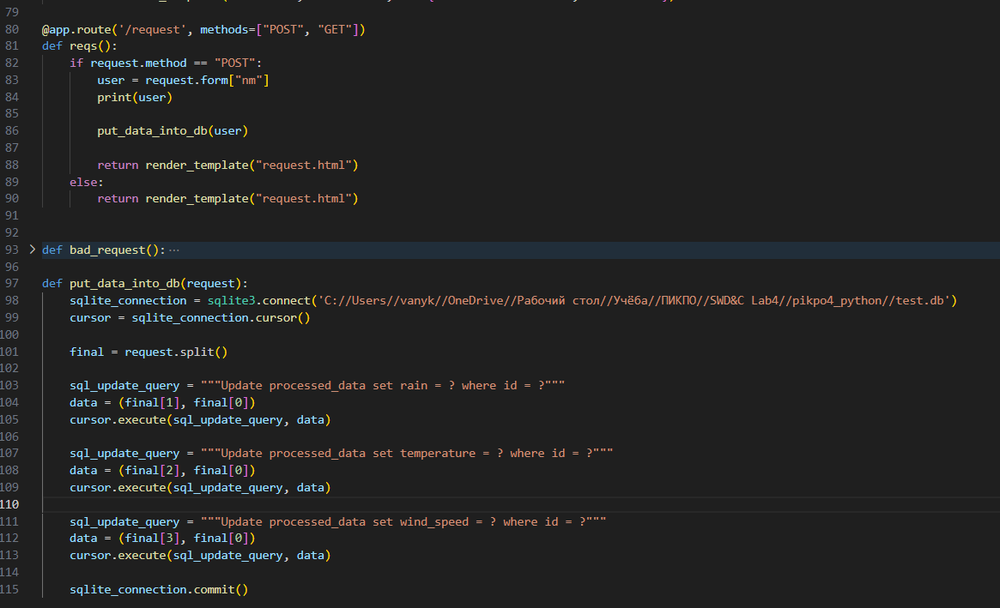 79
80 @app.route('/request', methods=["POST", "GET"])
81 def reqs():
82 if request.method == "POST":
83 user = request.form["nm"]
84 print(user)
85
86 put_data_into_db(user)
87
88 return render_template("request.html")
89 else:
90 return render_template("request.html")
91
92
93 > def bad_request(): ···
96
97 def put_data_into_db(request):
98 sqlite_connection = sqlite3.connect('C://Users//vanyk//OneDrive//Рабочий стол//Учёба//ПИКПО//SWD&C Lab4//pikpo4_python//test.db')
99 cursor = sqlite_connection.cursor()
100
101 final = request.split()
102
103 sql_update_query = """Update processed_data set rain = ? where id = ?"""
104 data = (final[1], final[0])
105 cursor.execute(sql_update_query, data)
106
107 sql_update_query = """Update processed_data set temperature = ? where id = ?"""
108 data = (final[2], final[0])
109 cursor.execute(sql_update_query, data)
110
111 sql_update_query = """Update processed_data set wind_speed = ? where id = ?"""
112 data = (final[3], final[0])
113 cursor.execute(sql_update_query, data)
114
115 sqlite_connection.commit()